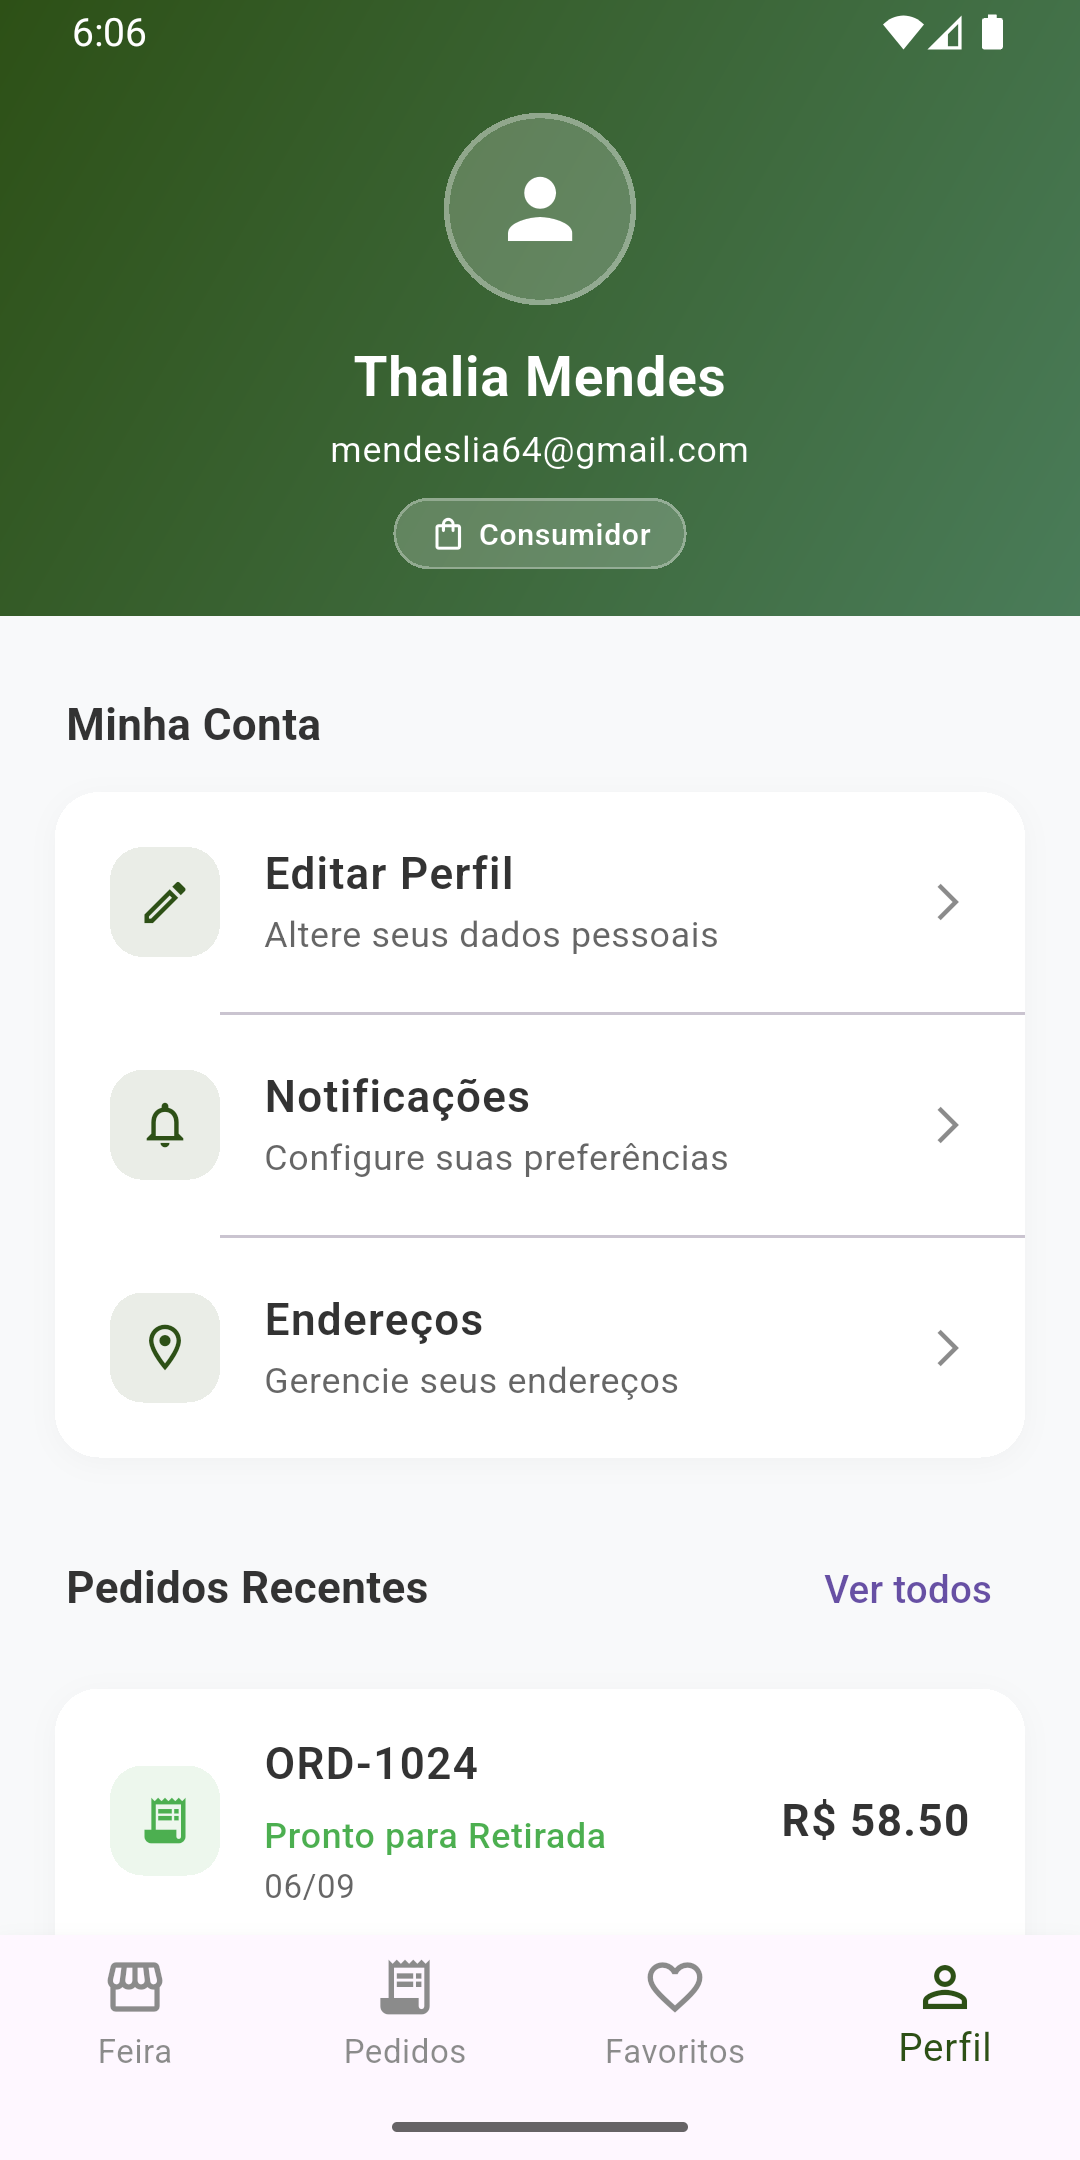 6:06
Thalia Mendes
mendeslia64@gmail.com
Consumidor
Minha Conta
Editar Perfil
Altere seus dados pessoais
Notificações
Configure suas preferências
Endereços
Gerencie seus endereços
Pedidos Recentes
Ver todos
ORD-1024
Pronto para Retirada
R$ 58.50
06/09
Feira
Pedidos
Favoritos
Perfil